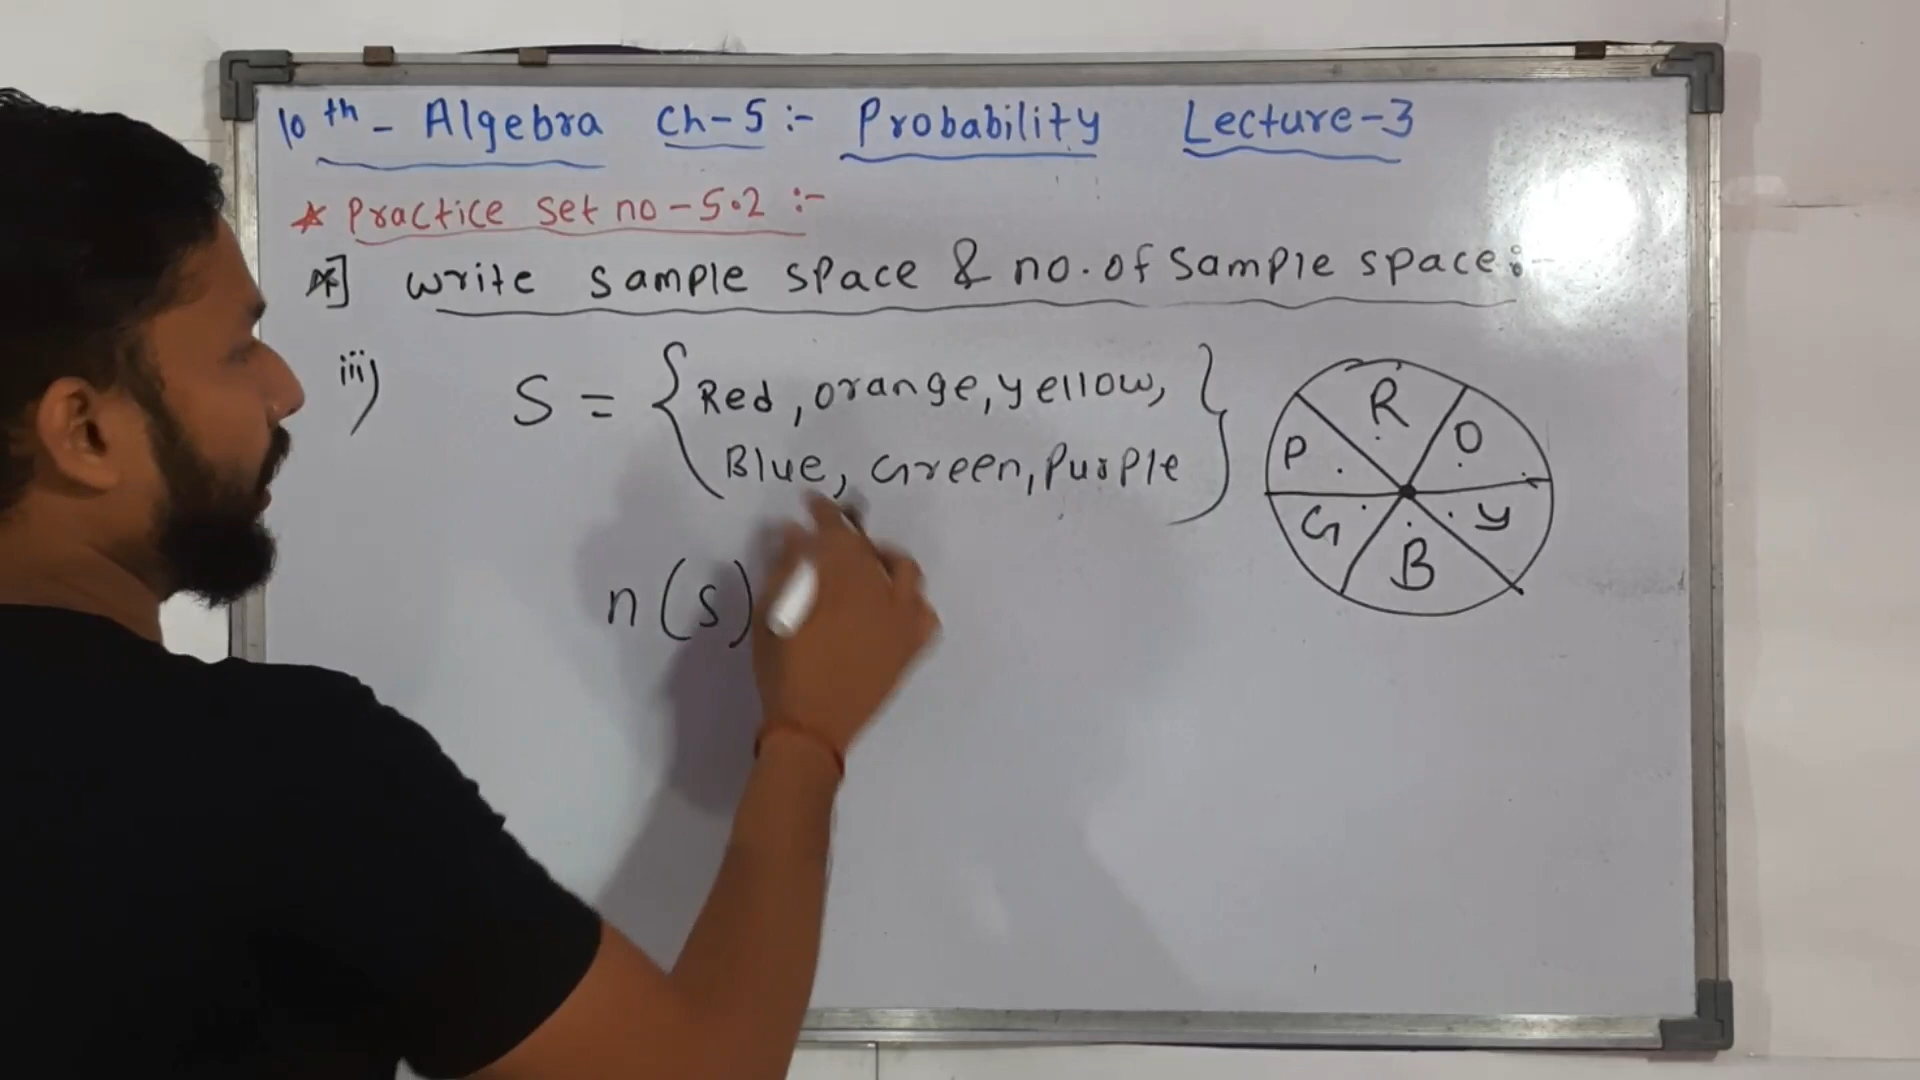 10th - Algebra Ch-5:- Probability Lecture-3
* Practice set no-5.2 :-
*] write sample space & no. of sample space:-
iii) S = { Red, orange, yellow,
Blue, Green, Purple }
n(S)
R
O
P
G
Y
B